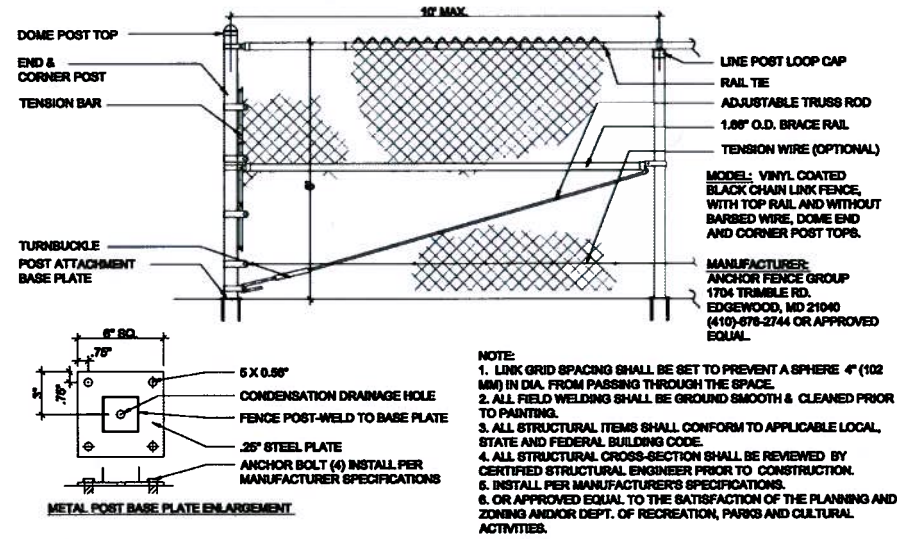 10' MAX.
DOME POST TOP
END &
CORNER POST
TENSION BAR
TURNBUCKLE
POST ATTACHMENT
BASE PLATE
LINE POST LOOP CAP
RAIL TIE
ADJUSTABLE TRUSS ROD
1.66" O.D. BRACE RAIL
TENSION WIRE (OPTIONAL)
MODEL: VINYL COATED
BLACK CHAIN LINK FENCE,
WITH TOP RAIL AND WITHOUT
BARBED WIRE, DOME END
AND CORNER POST TOPS.
MANUFACTURER:
ANCHOR FENCE GROUP
1704 TRIMBLE RD.
EDGEWOOD, MD 21040
(410)-676-2744 OR APPROVED
EQUAL.
6" SQ.
.75"
3"
.75"
5 X 0.56"
CONDENSATION DRAINAGE HOLE
FENCE POST-WELD TO BASE PLATE
.25" STEEL PLATE
ANCHOR BOLT (4) INSTALL PER
MANUFACTURER SPECIFICATIONS
METAL POST BASE PLATE ENLARGEMENT
NOTE:
1. LINK GRID SPACING SHALL BE SET TO PREVENT A SPHERE 4" (102
MM) IN DIA. FROM PASSING THROUGH THE SPACE.
2. ALL FIELD WELDING SHALL BE GROUND SMOOTH & CLEANED PRIOR
TO PAINTING.
3. ALL STRUCTURAL ITEMS SHALL CONFORM TO APPLICABLE LOCAL,
STATE AND FEDERAL BUILDING CODE.
4. ALL STRUCTURAL CROSS-SECTION SHALL BE REVIEWED BY
CERTIFIED STRUCTURAL ENGINEER PRIOR TO CONSTRUCTION.
5. INSTALL PER MANUFACTURER'S SPECIFICATIONS.
6. OR APPROVED EQUAL TO THE SATISFACTION OF THE PLANNING AND
ZONING AND/OR DEPT. OF RECREATION, PARKS AND CULTURAL
ACTIVITIES.